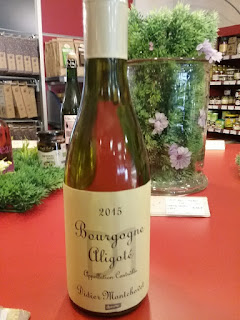 2015
Bourgogne
Aligoté
Appellation Contrôlée
Didier Montchovet